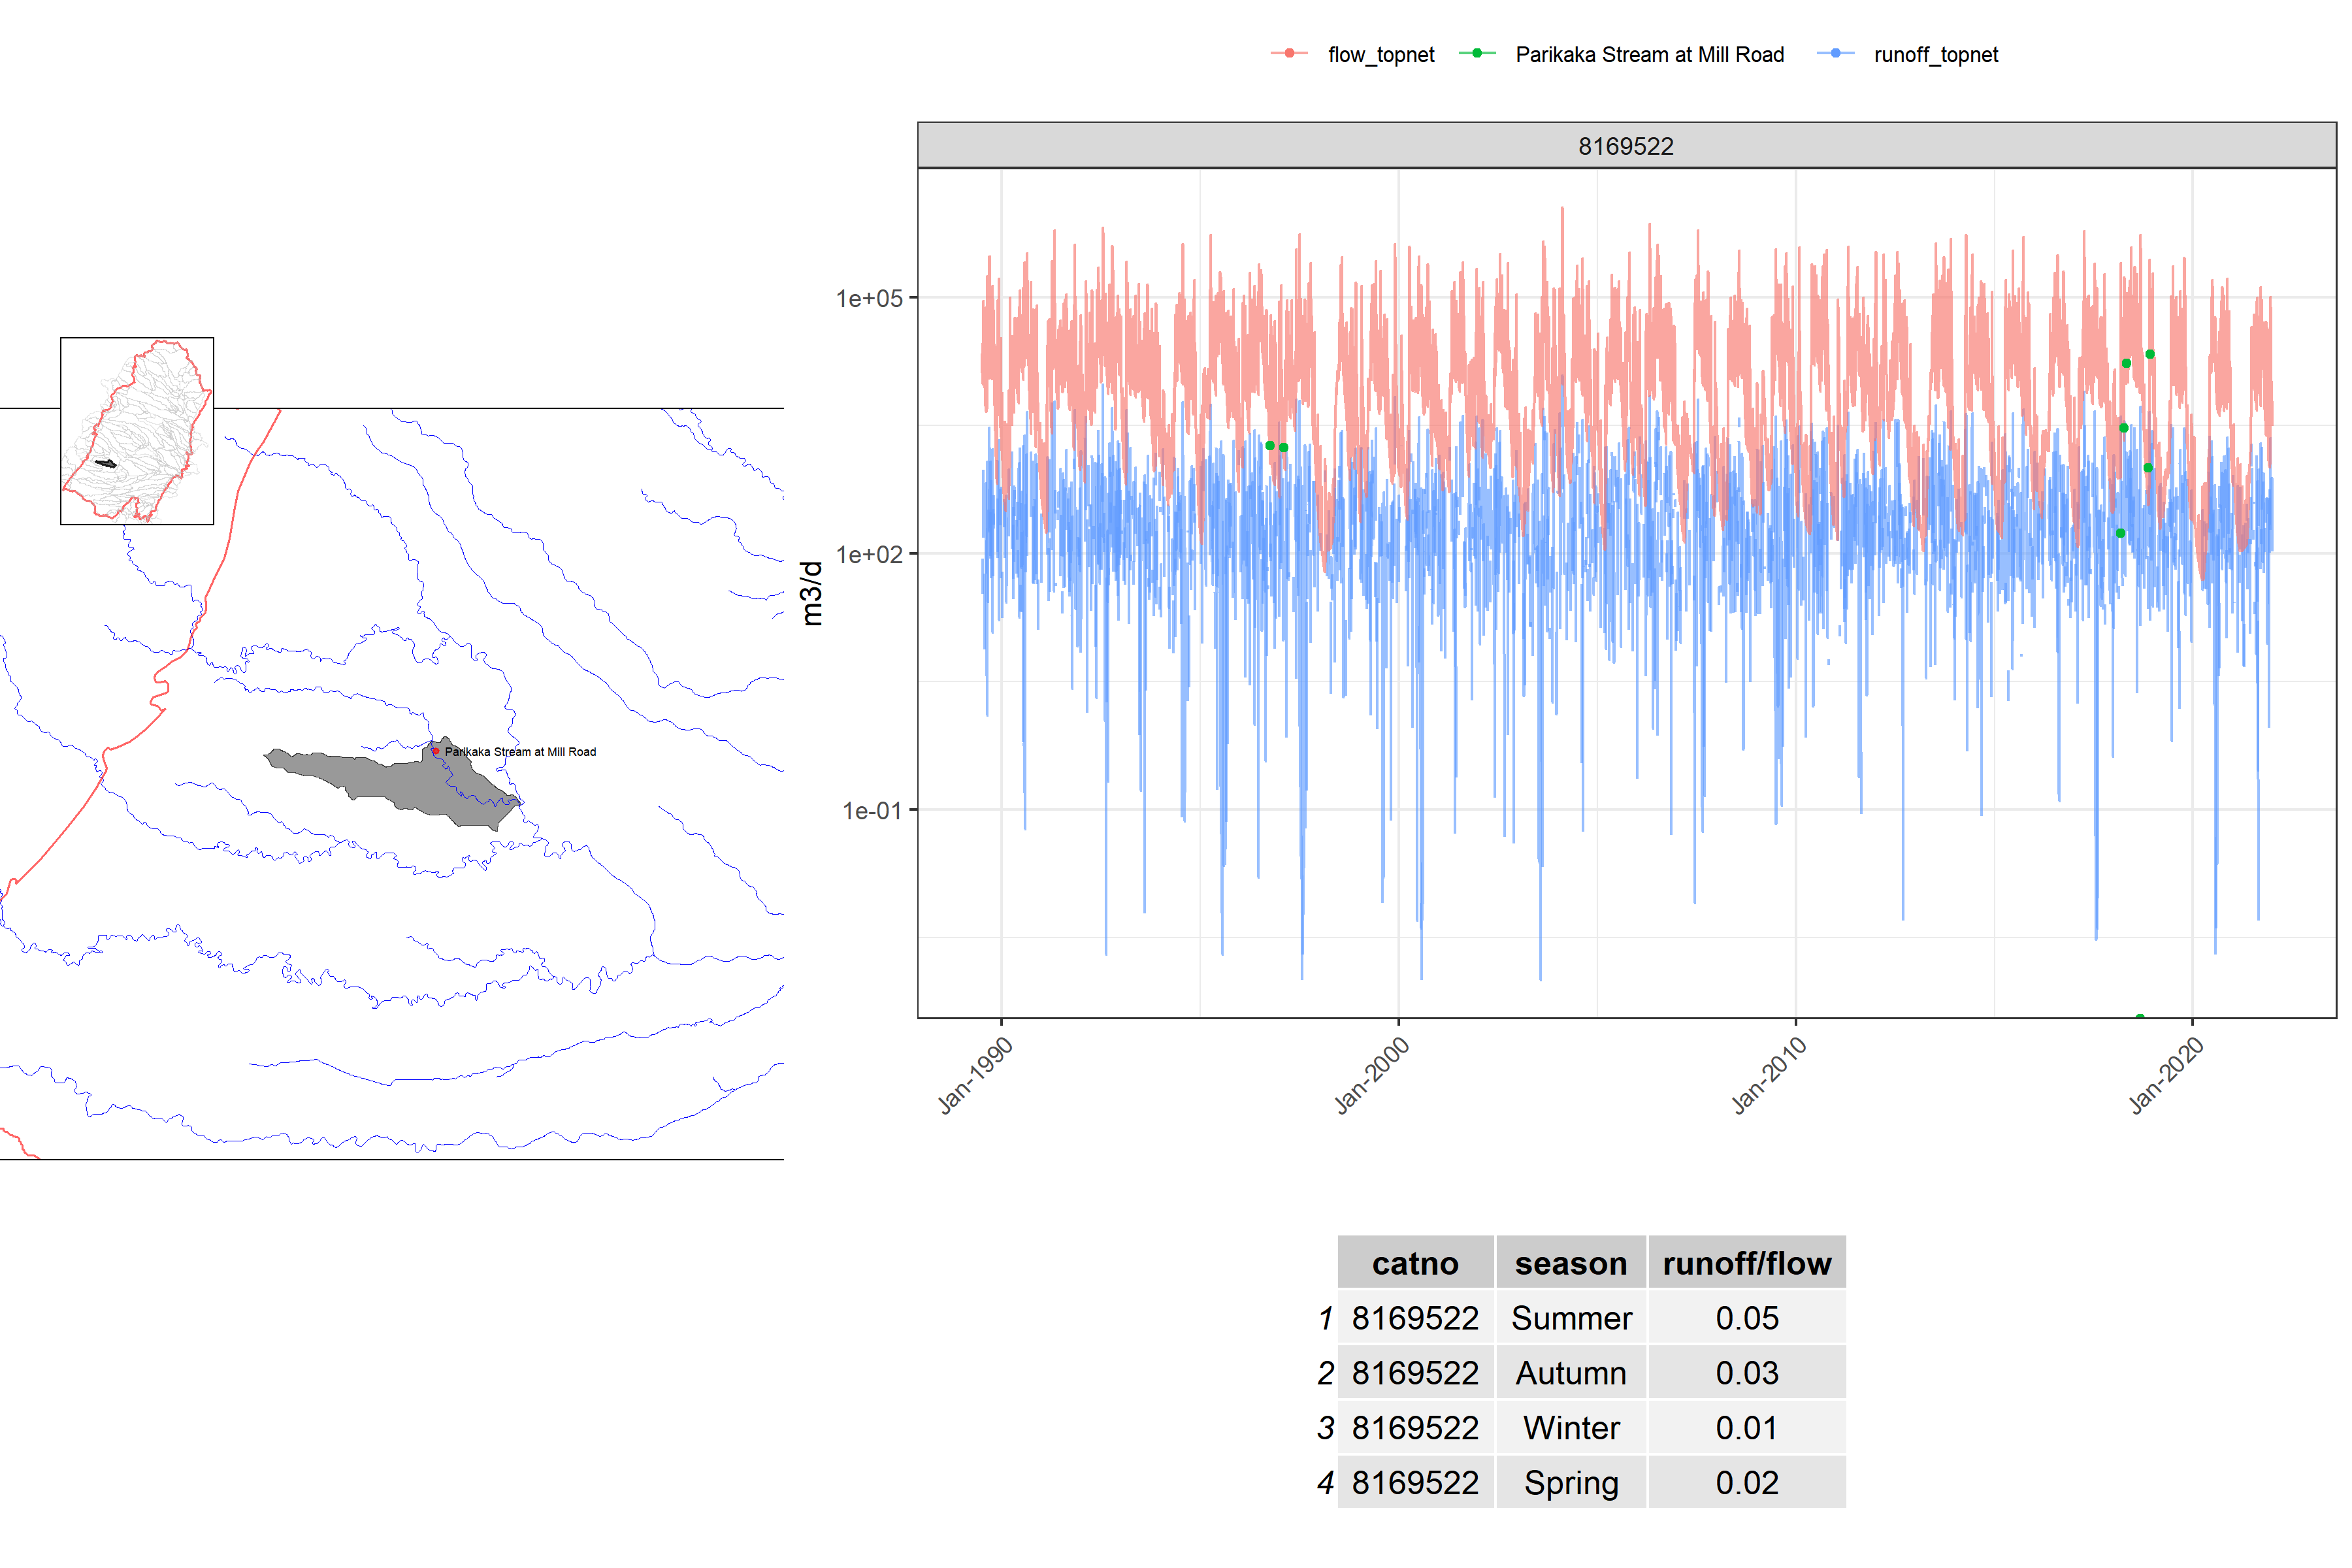 flow_topnet Parikaka Stream at Mill Road runoff_topnet
8169522
1e+05
1e+02
1e-01
m3/d
Jan-1990 Jan-2000 Jan-2010 Jan-2020
Parikaka Stream at Mill Road
catno season runoff/flow
1 8169522 Summer 0.05
2 8169522 Autumn 0.03
3 8169522 Winter 0.01
4 8169522 Spring 0.02